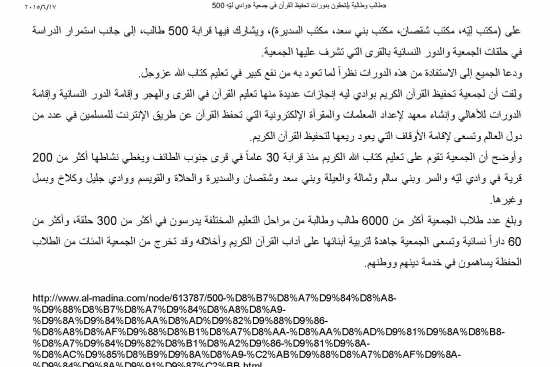 500 طالب وطالبة يلتحقون بدورات تحفيظ القرآن في جمعية «وادي ليّة» ٢٠١٥/٦/١٧
على (مكتب ليّه، مكتب شقصان، مكتب بني سعد، مكتب السديرة)، ويشارك فيها قرابة 500 طالب، إلى جانب استمرار الدراسة
في حلقات الجمعية والدور النسائية بالقرى التي تشرف عليها الجمعية.
ودعا الجميع إلى الاستفادة من هذه الدورات نظراً لما تعود به من نفع كبير في تعليم كتاب الله عزوجل.
ولفت أن لجمعية تحفيظ القرآن الكريم بوادي ليه إنجازات عديدة منها تعليم القرآن في القرى والهجر وإقامة الدور النسائية وإقامة
الدورات للأهالي وإنشاء معهد لإعداد المعلمات والمقرأة الإلكترونية التي تحفظ القرآن عن طريق الإنترنت للمسلمين في عدد من
دول العالم وتسعى لإقامة الأوقاف التي يعود ريعها لتحفيظ القرآن الكريم.
وأوضح أن الجمعية تقوم على تعليم كتاب الله الكريم منذ قرابة 30 عاماً في قرى جنوب الطائف ويغطي نشاطها أكثر من 200
قرية في وادي ليّه والسر وبني سالم وثمالة والعيلة وبني سعد وشقصان والسديرة والحلاة والقويسم ووادي جليل وكلاخ وبسل
وغيرها.
وبلغ عدد طلاب الجمعية أكثر من 6000 طالب وطالبة من مراحل التعليم المختلفة يدرسون في أكثر من 300 حلقة، وأكثر من
60 داراً نسائية وتسعى الجمعية جاهدة لتربية أبنائها على آداب القرآن الكريم وأخلاقه وقد تخرج من الجمعية المئات من الطلاب
الحفظة يساهمون في خدمة دينهم ووطنهم.
http://www.al-madina.com/node/613787/500-%D8%B7%D8%A7%D9%84%D8%A8-
%D9%88%D8%B7%D8%A7%D9%84%D8%A8%D8%A9-
%D9%8A%D9%84%D8%AA%D8%AD%D9%82%D9%88%D9%86-
%D8%A8%D8%AF%D9%88%D8%B1%D8%A7%D8%AA-%D8%AA%D8%AD%D9%81%D9%8A%D8%B8-
%D8%A7%D9%84%D9%82%D8%B1%D8%A2%D9%86-%D9%81%D9%8A-
%D8%AC%D9%85%D8%B9%D9%8A%D8%A9-%C2%AB%D9%88%D8%A7%D8%AF%D9%8A-
%D9%84%D9%8A%D9%91%D9%87%C2%BB.html